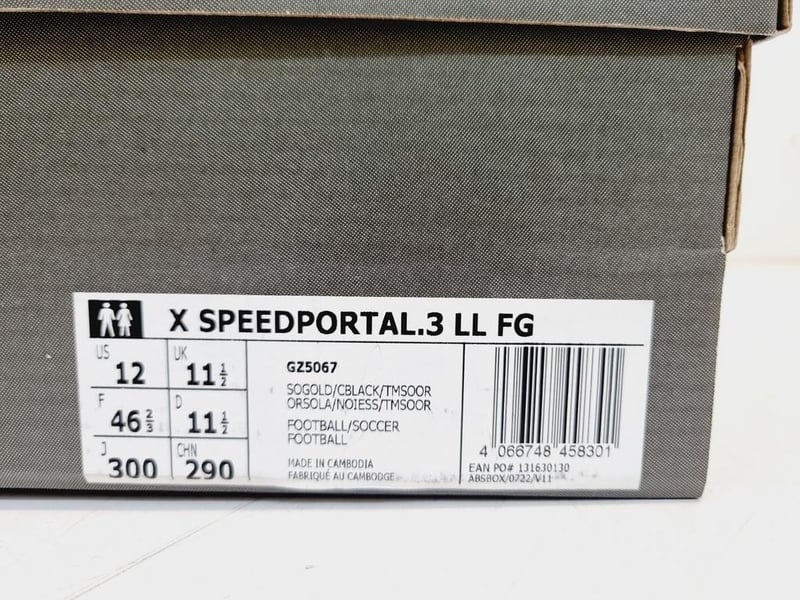 X SPEEDPORTAL.3 LL FG
US 12
UK 11 1/2
F 46 2/3
D 11 1/2
J 300
CHN 290
GZ5067
SOGOLD/CBLACK/TMSOOR
ORSOLA/NOIESS/TMSOOR
FOOTBALL/SOCCER
FOOTBALL
MADE IN CAMBODIA
FABRIQUÉ AU CAMBODGE
4 066748 458301
EAN PO# 131630130
ABSBOX/0722/V11